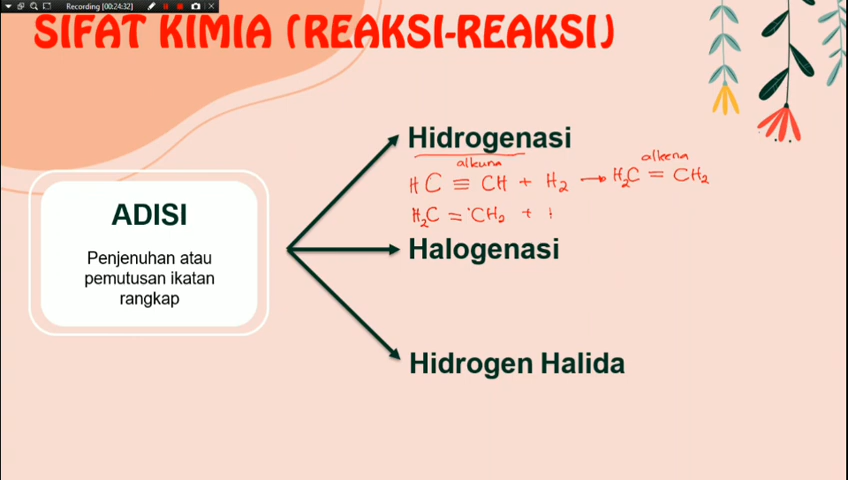 Recording [00:24:32]
SIFAT KIMIA (REAKSI-REAKSI)
ADISI
Penjenuhan atau
pemutusan ikatan
rangkap
Hidrogenasi
alkuna
alkena
HC ≡ CH + H₂ → H₂C = CH₂
H₂C = CH₂ +
Halogenasi
Hidrogen Halida